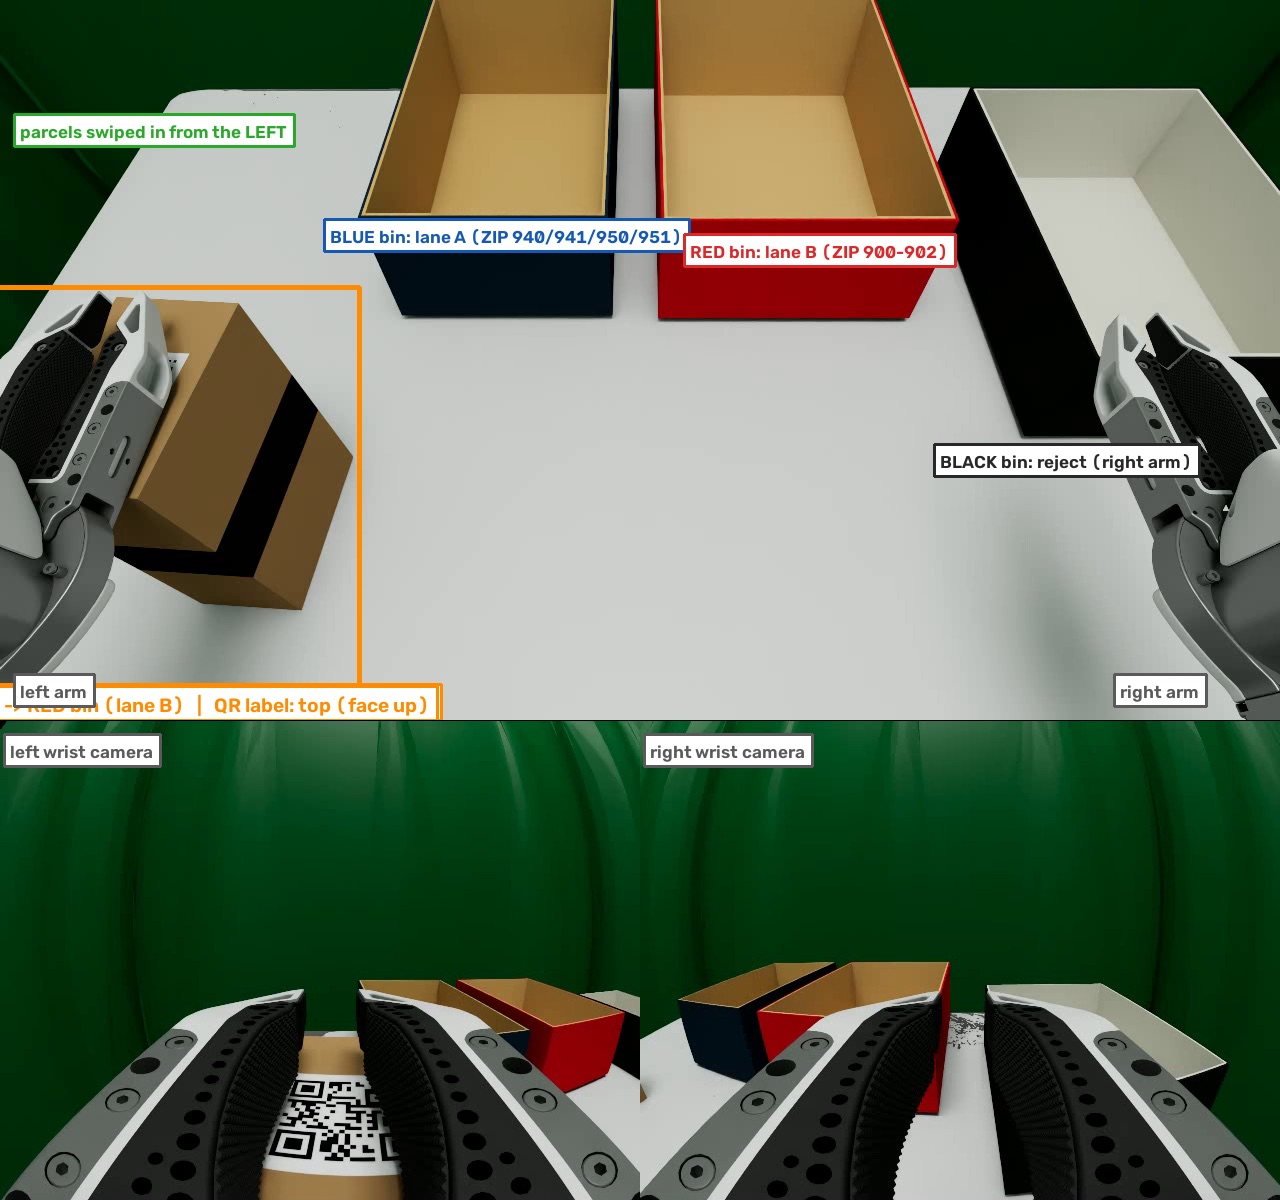 parcels swiped in from the LEFT
BLUE bin: lane A (ZIP 940/941/950/951)
RED bin: lane B (ZIP 900-902)
BLACK bin: reject (right arm)
left arm
(lane B) | QR label: top (face up)
right arm
left wrist camera
right wrist camera